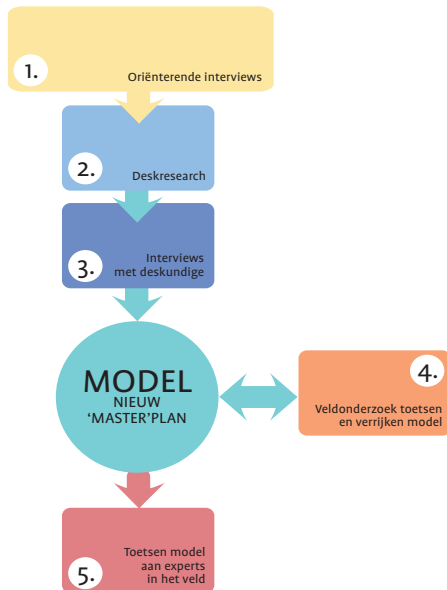 1.
Oriënterende interviews
2.
Deskresearch
3.
Interviews
met deskundige
MODEL
NIEUW
‘MASTER’PLAN
4.
Veldonderzoek toetsen
en verrijken model
5.
Toetsen model
aan experts
in het veld